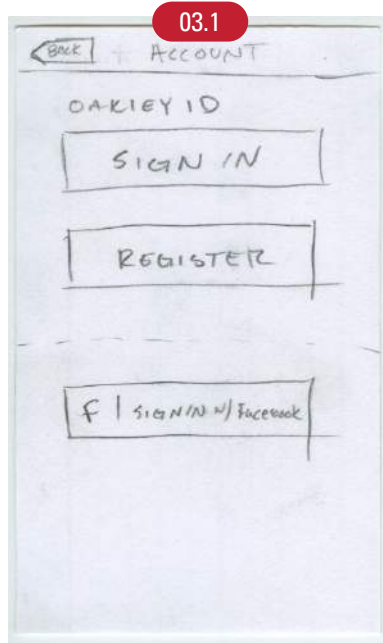 03.1
BACK ACCOUNT
OAKLEY ID
SIGN IN
REGISTER
f | SIGN IN W/ Facebook